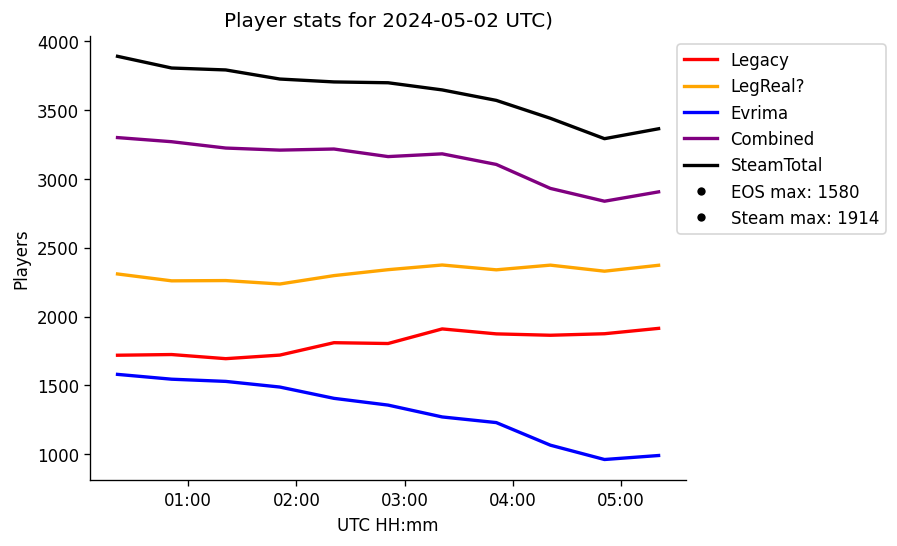 Player stats for 2024-05-02 UTC)
4000
3500
3000
2500
2000
1500
1000
Players
01:00 02:00 03:00 04:00 05:00
UTC HH:mm
Legacy
LegReal?
Evrima
Combined
SteamTotal
EOS max: 1580
Steam max: 1914